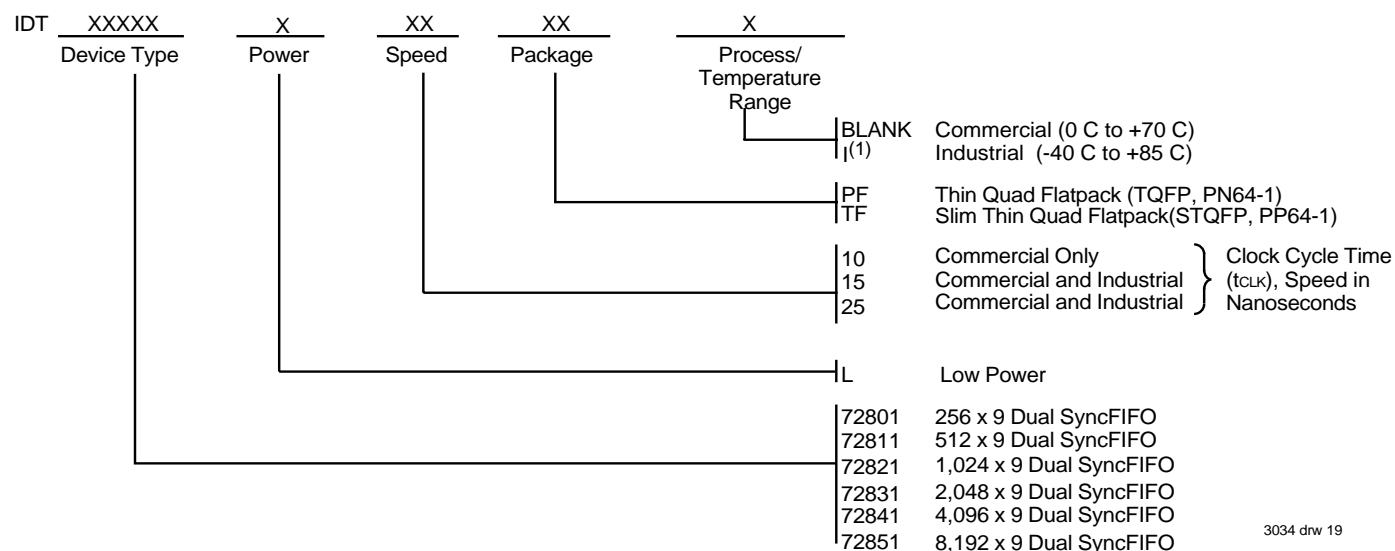 IDT XXXXX X XX XX X
Device Type Power Speed Package Process/
Temperature
Range
BLANK Commercial (0 C to +70 C)
I(1) Industrial (-40 C to +85 C)
PF Thin Quad Flatpack (TQFP, PN64-1)
TF Slim Thin Quad Flatpack(STQFP, PP64-1)
10 Commercial Only Clock Cycle Time
15 Commercial and Industrial (tCLK), Speed in
25 Commercial and Industrial Nanoseconds
L Low Power
72801 256 x 9 Dual SyncFIFO
72811 512 x 9 Dual SyncFIFO
72821 1,024 x 9 Dual SyncFIFO
72831 2,048 x 9 Dual SyncFIFO
72841 4,096 x 9 Dual SyncFIFO
72851 8,192 x 9 Dual SyncFIFO
3034 drw 19